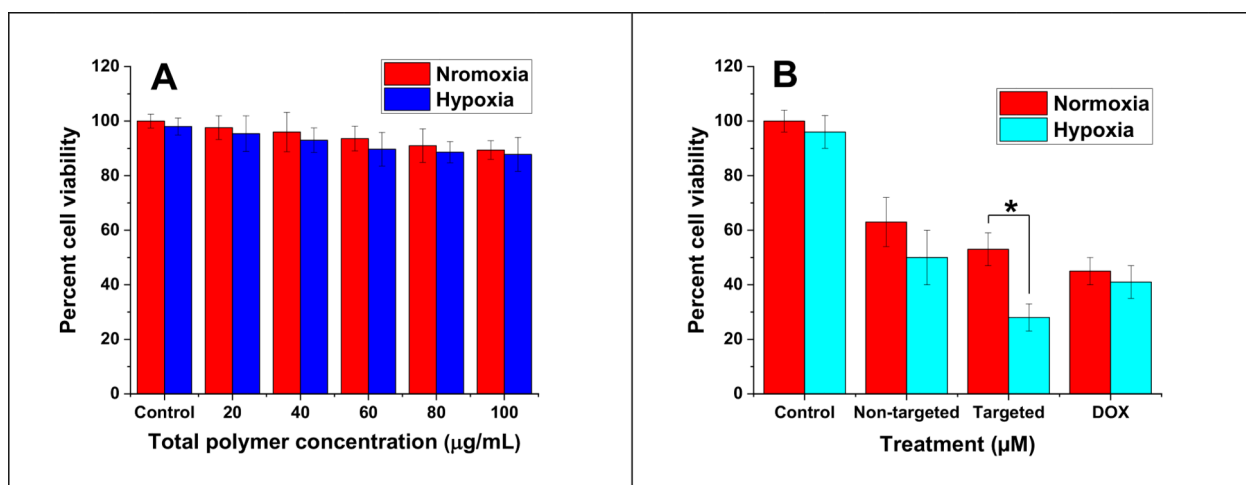 A
Nromoxia
Hypoxia
Percent cell viability
120
100
80
60
40
20
0
Control 20 40 60 80 100
Total polymer concentration (μg/mL)
B
Normoxia
Hypoxia
Percent cell viability
120
100
80
60
40
20
0
*
Control Non-targeted Targeted DOX
Treatment (μM)